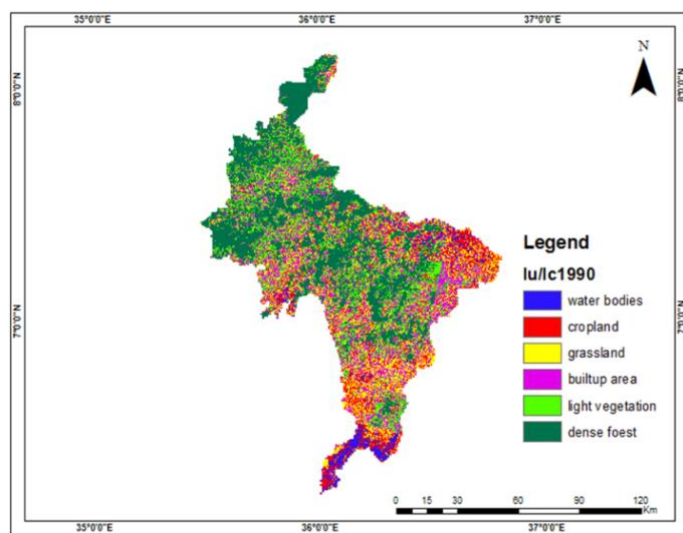 35°0'0"E 36°0'0"E 37°0'0"E
N
8°0'0"N 8°0'0"N
Legend
lu/lc1990
water bodies
cropland
grassland
builtup area
light vegetation
dense foest
7°0'0"N 7°0'0"N
0 15 30 60 90 120
Km
35°0'0"E 36°0'0"E 37°0'0"E